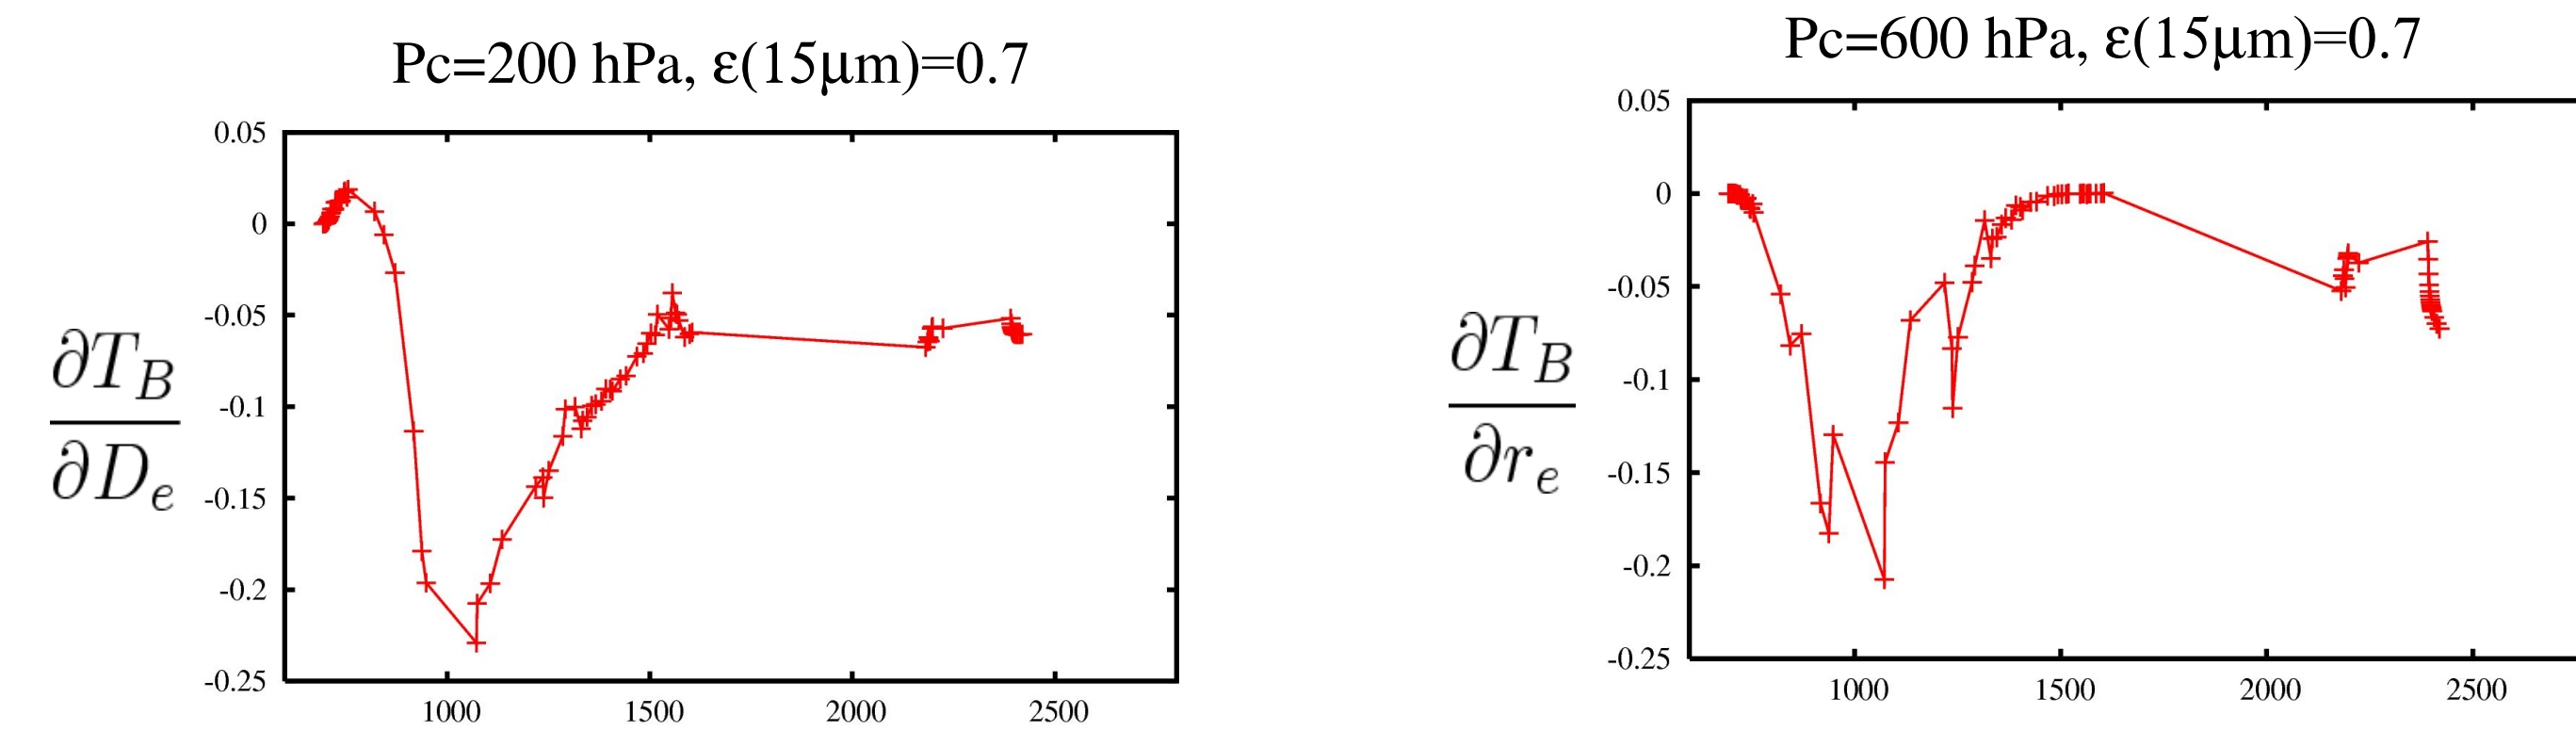 Pc=200 hPa, ε(15μm)=0.7
0.05
0
-0.05
-0.1
-0.15
-0.2
-0.25
∂T_B
∂D_e
1000 1500 2000 2500
Pc=600 hPa, ε(15μm)=0.7
0.05
0
-0.05
-0.1
-0.15
-0.2
-0.25
∂T_B
∂r_e
1000 1500 2000 2500